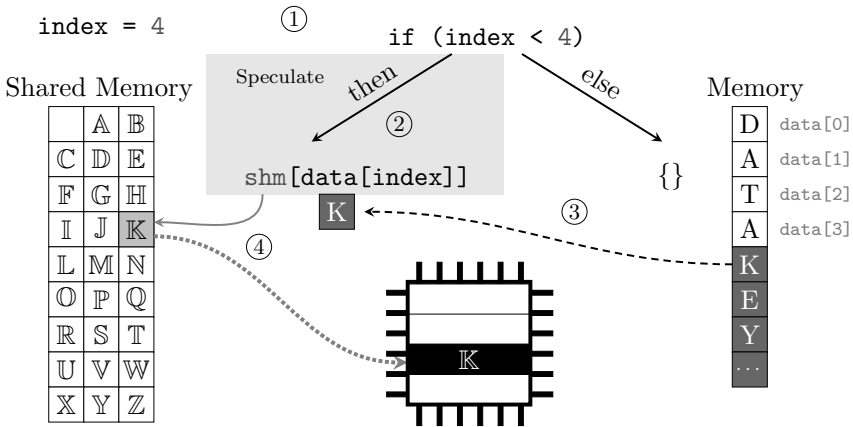 index = 4
①
if (index < 4)
Shared Memory
Speculate
then
else
Memory
②
shm[data[index]]
{}
K
③
④
𝔸 𝔹
ℂ 𝔻 𝔼
𝔽 𝔾 ℍ
𝕀 𝕁 𝕂
𝕃 𝕄 ℕ
𝕆 ℙ ℚ
ℝ 𝕊 𝕋
𝕌 𝕍 𝕎
𝕏 𝕐 ℤ
𝕂
D data[0]
A data[1]
T data[2]
A data[3]
K
E
Y
...